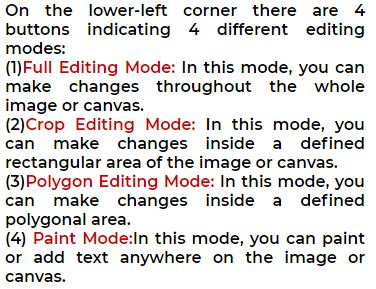 On the lower-left corner there are 4
buttons indicating 4 different editing
modes:
(1)Full Editing Mode: In this mode, you can
make changes throughout the whole
image or canvas.
(2)Crop Editing Mode: In this mode, you
can make changes inside a defined
rectangular area of the image or canvas.
(3)Polygon Editing Mode: In this mode, you
can make changes inside a defined
polygonal area.
(4) Paint Mode:In this mode, you can paint
or add text anywhere on the image or
canvas.